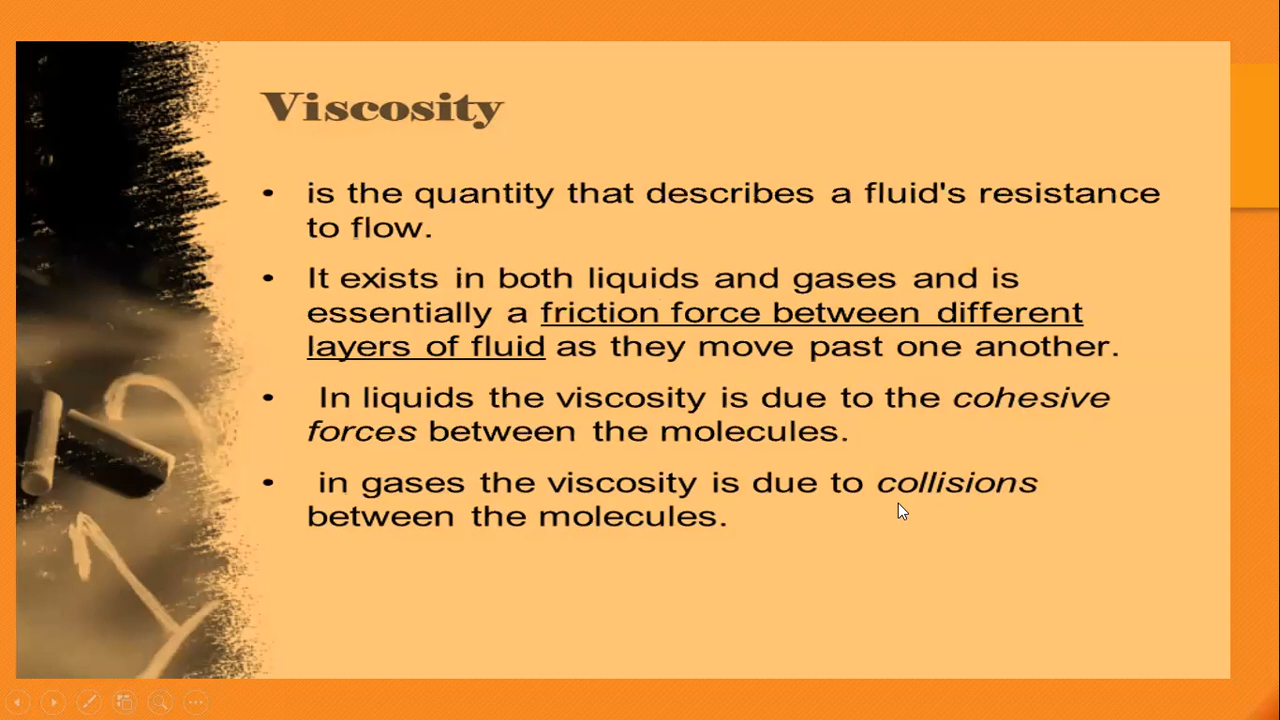 Viscosity
• is the quantity that describes a fluid's resistance
to flow.
• It exists in both liquids and gases and is
essentially a friction force between different
layers of fluid as they move past one another.
• In liquids the viscosity is due to the cohesive
forces between the molecules.
• in gases the viscosity is due to collisions
between the molecules.